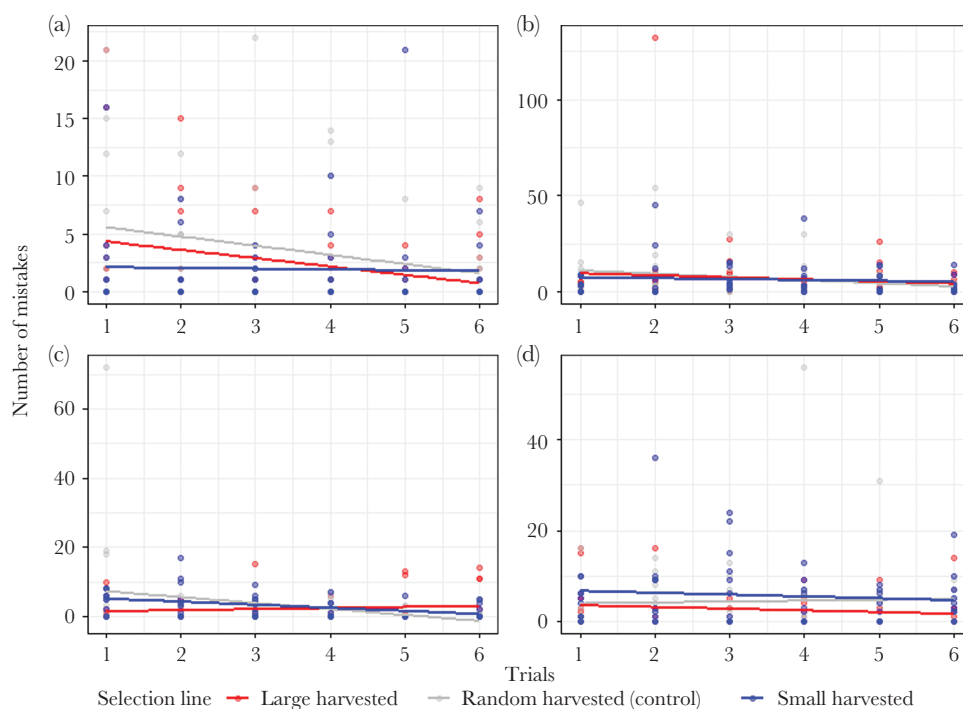 (a)
20
15
10
5
0
1 2 3 4 5 6
(b)
100
50
0
1 2 3 4 5 6
(c)
60
40
20
0
1 2 3 4 5 6
(d)
40
20
0
1 2 3 4 5 6
Number of mistakes
Trials
Selection line Large harvested Random harvested (control) Small harvested